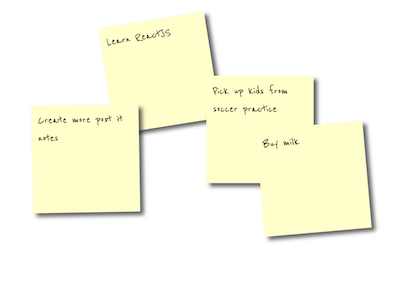 Learn ReactJS
Pick up kids from
soccer practice
Create more post it
notes
Buy milk